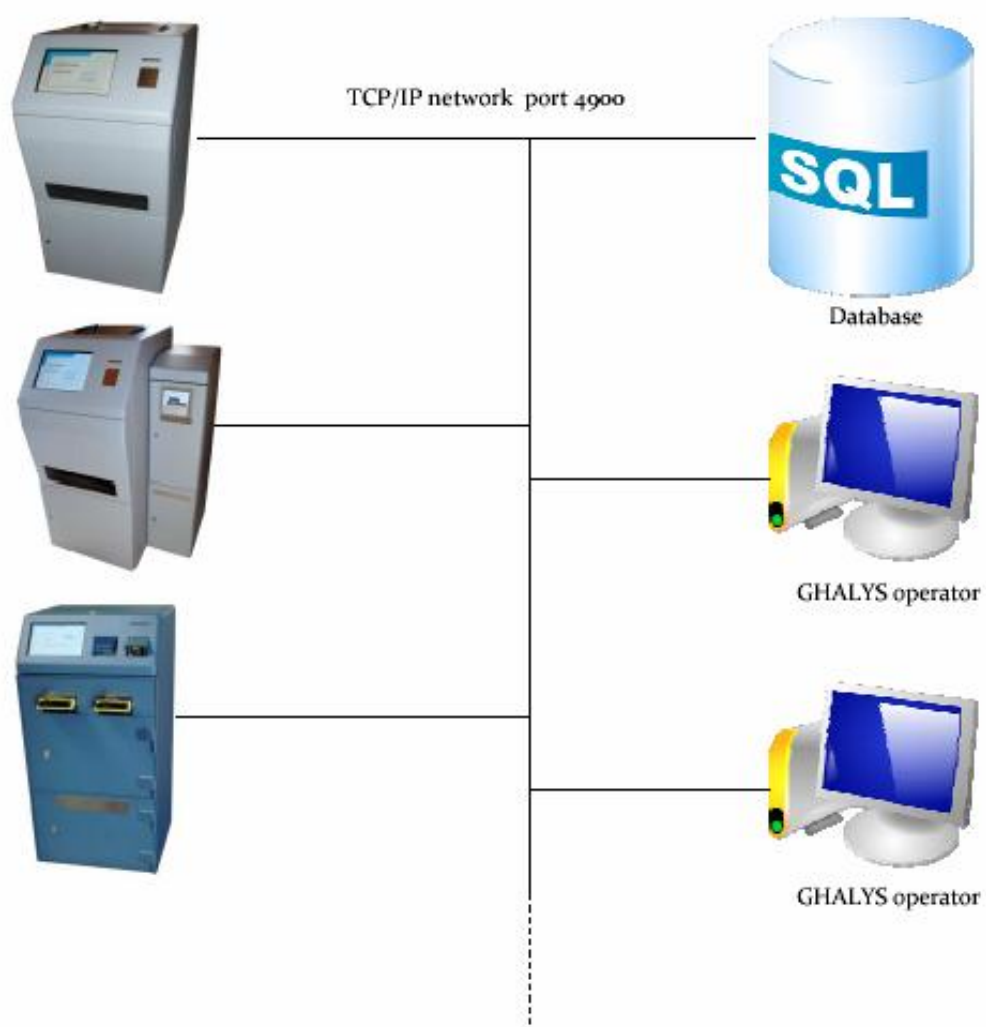 TCP/IP network port 4900
SQL
Database
GHALYS operator
GHALYS operator